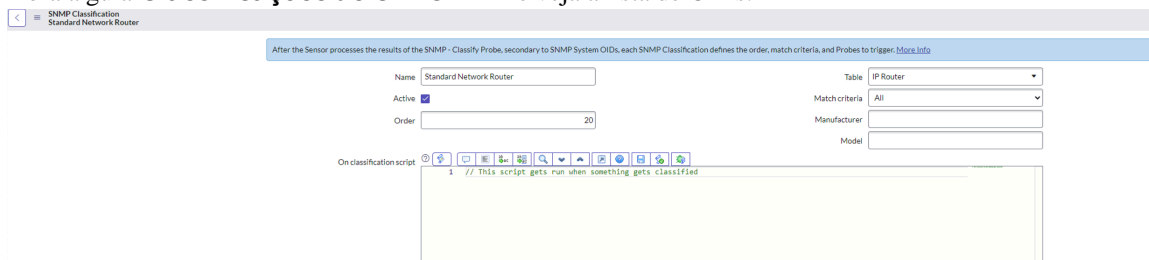 SNMP Classification
Standard Network Router
After the Sensor processes the results of the SNMP - Classify Probe, secondary to SNMP System OIDs, each SNMP Classification defines the order, match criteria, and Probes to trigger. More Info
Name Standard Network Router
Table IP Router
Active
Match criteria All
Order 20
Manufacturer
Model
On classification script
1 // This script gets run when something gets classified